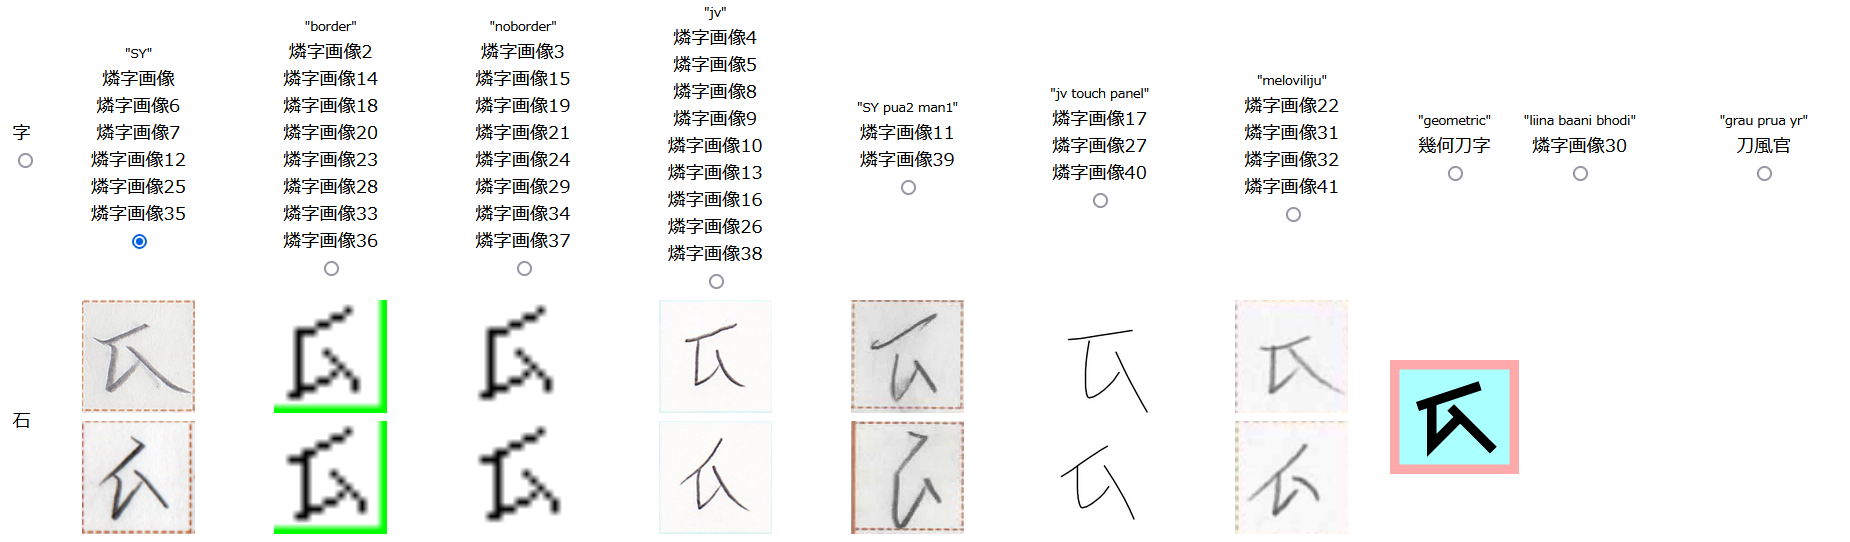 字
"SY"
燐字画像
燐字画像6
燐字画像7
燐字画像12
燐字画像25
燐字画像35
"border"
燐字画像2
燐字画像14
燐字画像18
燐字画像20
燐字画像23
燐字画像28
燐字画像33
燐字画像36
"noborder"
燐字画像3
燐字画像15
燐字画像19
燐字画像21
燐字画像24
燐字画像29
燐字画像34
燐字画像37
"jv"
燐字画像4
燐字画像5
燐字画像8
燐字画像9
燐字画像10
燐字画像13
燐字画像16
燐字画像26
燐字画像38
"SY pua2 man1"
燐字画像11
燐字画像39
"jv touch panel"
燐字画像17
燐字画像27
燐字画像40
"meloviliju"
燐字画像22
燐字画像31
燐字画像32
燐字画像41
"geometric"
幾何刀字
"liina baani bhodi"
燐字画像30
"grau prua yr"
刀風官
石